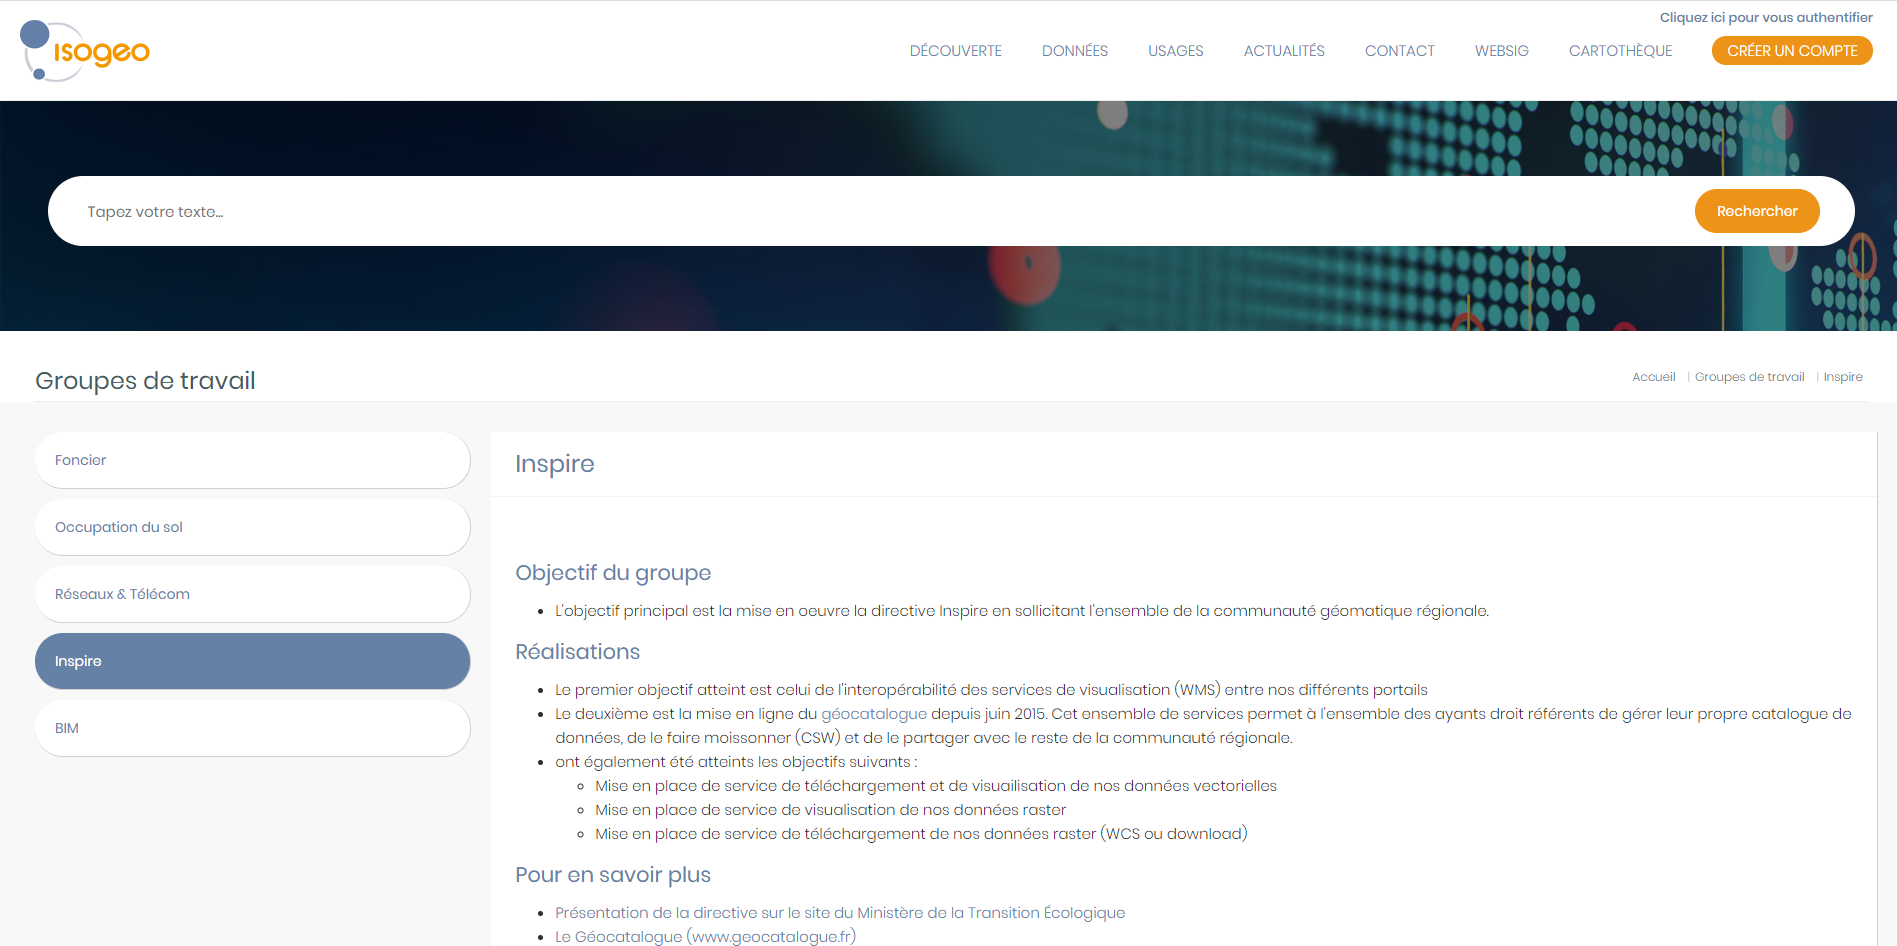 isogeo
Cliquez ici pour vous authentifier
DÉCOUVERTE DONNÉES USAGES ACTUALITÉS CONTACT WEBSIG CARTOTHÈQUE CRÉER UN COMPTE
Tapez votre texte...
Rechercher
Groupes de travail
Accueil | Groupes de travail | Inspire
Foncier
Occupation du sol
Réseaux & Télécom
Inspire
BIM
Inspire
Objectif du groupe
L'objectif principal est la mise en oeuvre la directive Inspire en sollicitant l'ensemble de la communauté géomatique régionale.
Réalisations
Le premier objectif atteint est celui de l'interopérabilité des services de visualisation (WMS) entre nos différents portails
Le deuxième est la mise en ligne du géocatalogue depuis juin 2015. Cet ensemble de services permet à l'ensemble des ayants droit référents de gérer leur propre catalogue de
données, de le faire moissonner (CSW) et de le partager avec le reste de la communauté régionale.
ont également été atteints les objectifs suivants :
Mise en place de service de téléchargement et de visuailisation de nos données vectorielles
Mise en place de service de visualisation de nos données raster
Mise en place de service de téléchargement de nos données raster (WCS ou download)
Pour en savoir plus
Présentation de la directive sur le site du Ministère de la Transition Écologique
Le Géocatalogue (www.geocatalogue.fr)